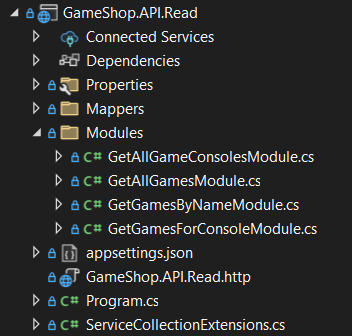 GameShop.API.Read
Connected Services
Dependencies
Properties
Mappers
Modules
C# GetAllGameConsolesModule.cs
C# GetAllGamesModule.cs
C# GetGamesByNameModule.cs
C# GetGamesForConsoleModule.cs
appsettings.json
GameShop.API.Read.http
C# Program.cs
C# ServiceCollectionExtensions.cs